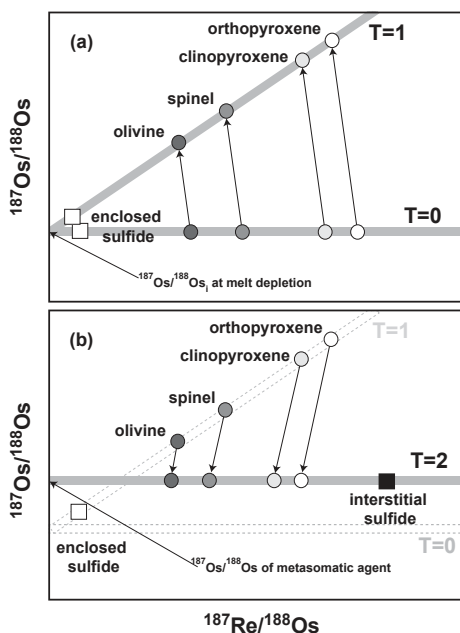 (a)
orthopyroxene
T=1
clinopyroxene
spinel
olivine
187Os/188Os
enclosed
sulfide
T=0
187Os/188Osi at melt depletion
(b)
orthopyroxene
T=1
clinopyroxene
spinel
olivine
187Os/188Os
T=2
interstitial
sulfide
enclosed
sulfide
T=0
187Os/188Os of metasomatic agent
187Re/188Os